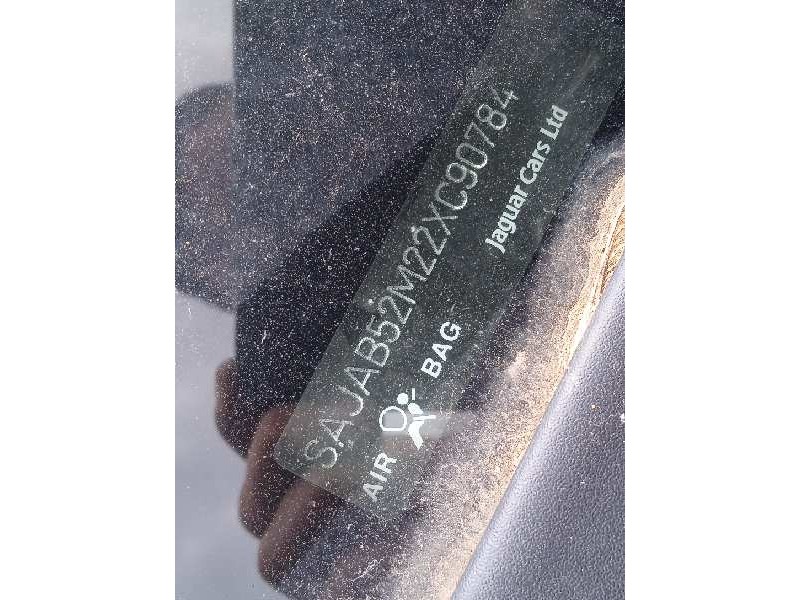 SAJAB52M22XC90784
Jaguar Cars Ltd
AIR BAG